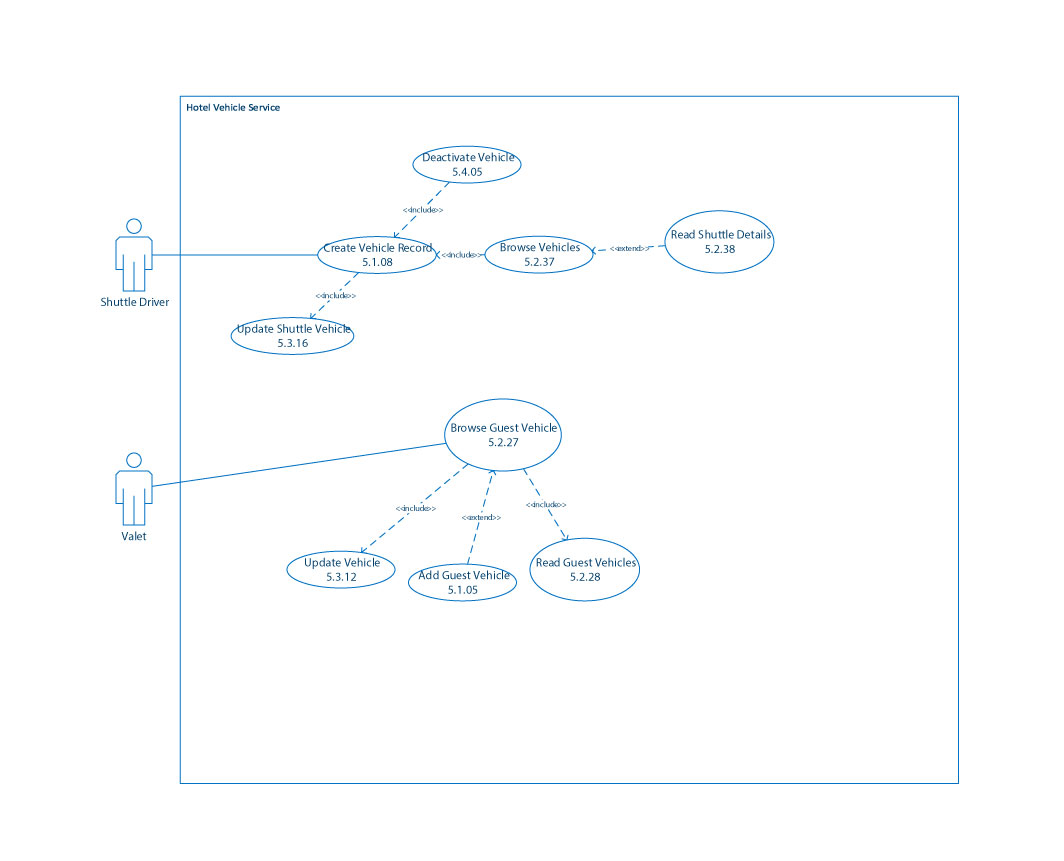 Hotel Vehicle Service
Deactivate Vehicle
5.4.05
<<include>>
Create Vehicle Record
5.1.08
<<include>>
Browse Vehicles
5.2.37
<<extend>>
Read Shuttle Details
5.2.38
Shuttle Driver
<<include>>
Update Shuttle Vehicle
5.3.16
Browse Guest Vehicle
5.2.27
Valet
<<include>>
<<extend>>
<<include>>
Update Vehicle
5.3.12
Add Guest Vehicle
5.1.05
Read Guest Vehicles
5.2.28